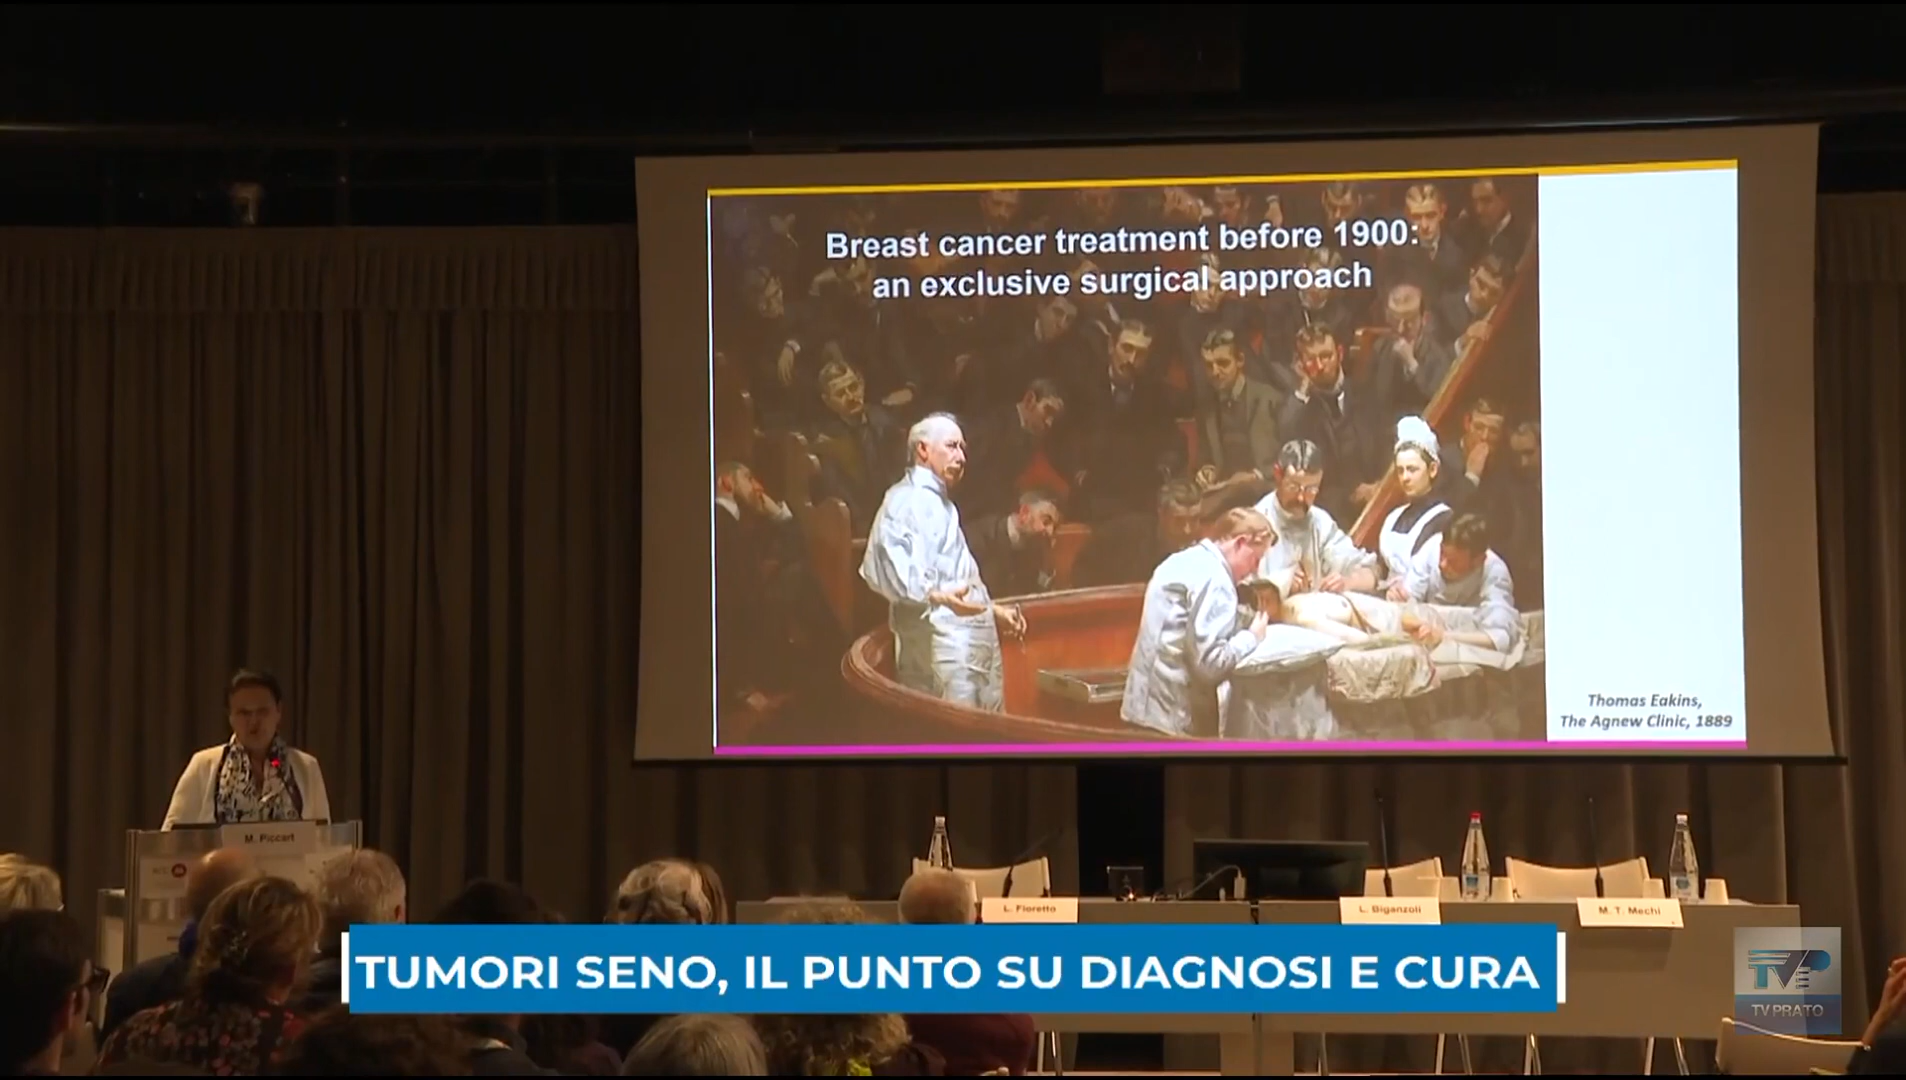 Breast cancer treatment before 1900:
an exclusive surgical approach
Thomas Eakins,
The Agnew Clinic, 1889
M. Piccart
L. Fioretto
L. Biganzoli
M. T. Mechi
TUMORI SENO, IL PUNTO SU DIAGNOSI E CURA
TV PRATO